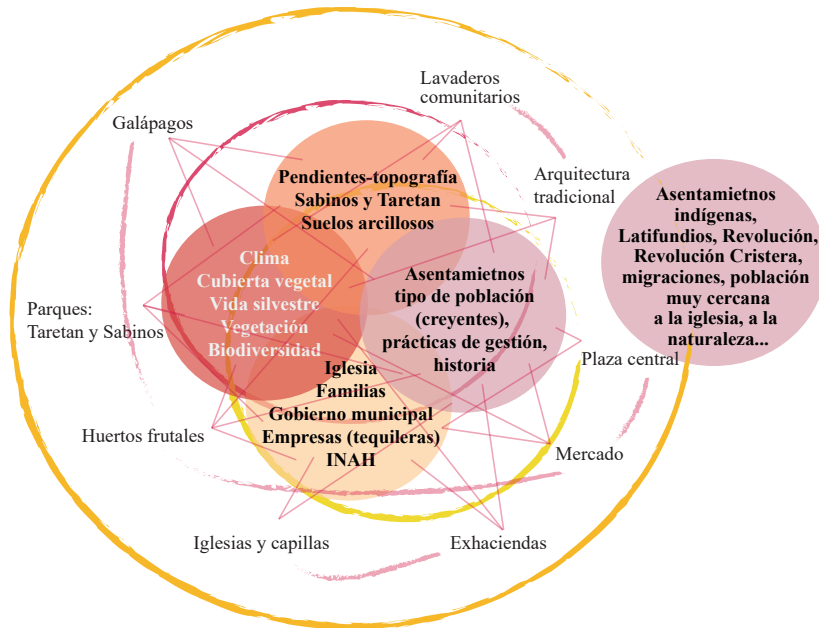 Lavaderos
comunitarios
Galápagos
Arquitectura
tradicional
Pendientes-topografía
Sabinos y Taretan
Suelos arcillosos
Asentamietnos
indígenas,
Latifundios, Revolución,
Revolución Cristera,
migraciones, población
muy cercana
a la iglesia, a la
naturaleza...
Clima
Cubierta vegetal
Vida silvestre
Vegetación
Biodiversidad
Asentamietnos
tipo de población
(creyentes),
prácticas de gestión,
historia
Parques:
Taretan y Sabinos
Plaza central
Iglesia
Familias
Gobierno municipal
Empresas (tequileras)
INAH
Huertos frutales
Mercado
Iglesias y capillas
Exhaciendas